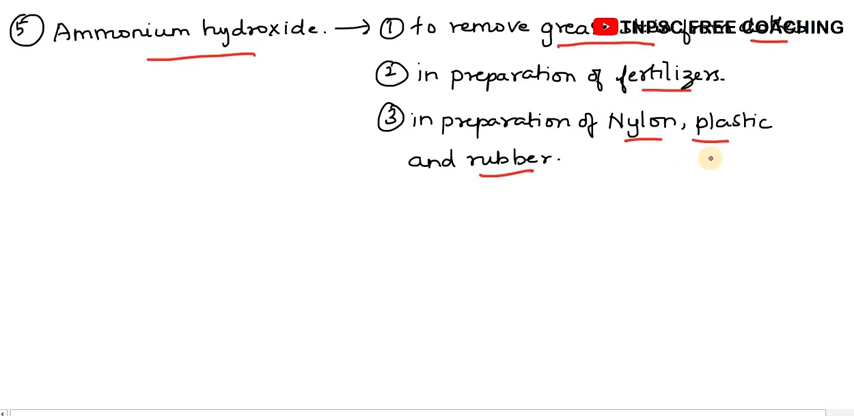 ⑤ Ammonium hydroxide. → ① to remove
TNPSC FREE COACHING
② in preparation of fertilizers.
③ in preparation of Nylon, plastic
and rubber.